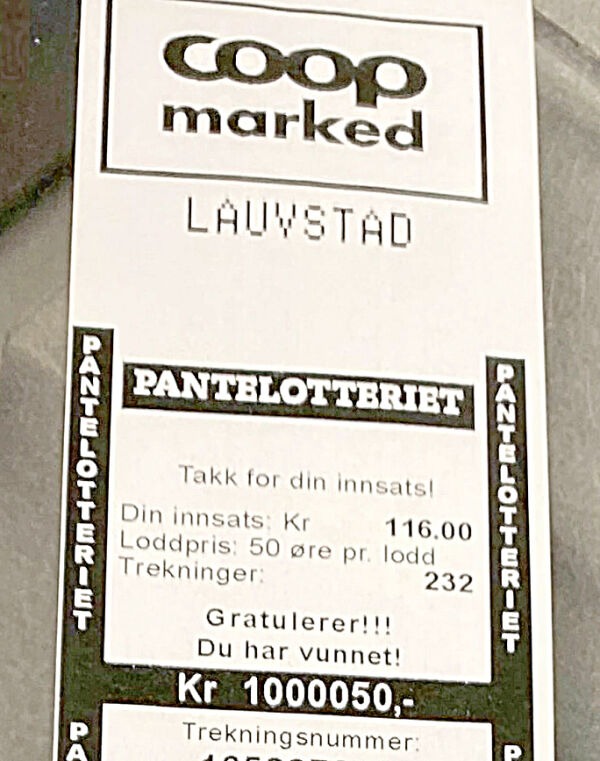 coop
marked
LAUVSTAD
PANTELOTTERIET
PANTELOTTERIET
PANTELOTTERIET
Takk for din innsats!
Din innsats: Kr 116.00
Loddpris: 50 øre pr. lodd
Trekninger: 232
Gratulerer!!!
Du har vunnet!
Kr 1000050,-
Trekningsnummer: